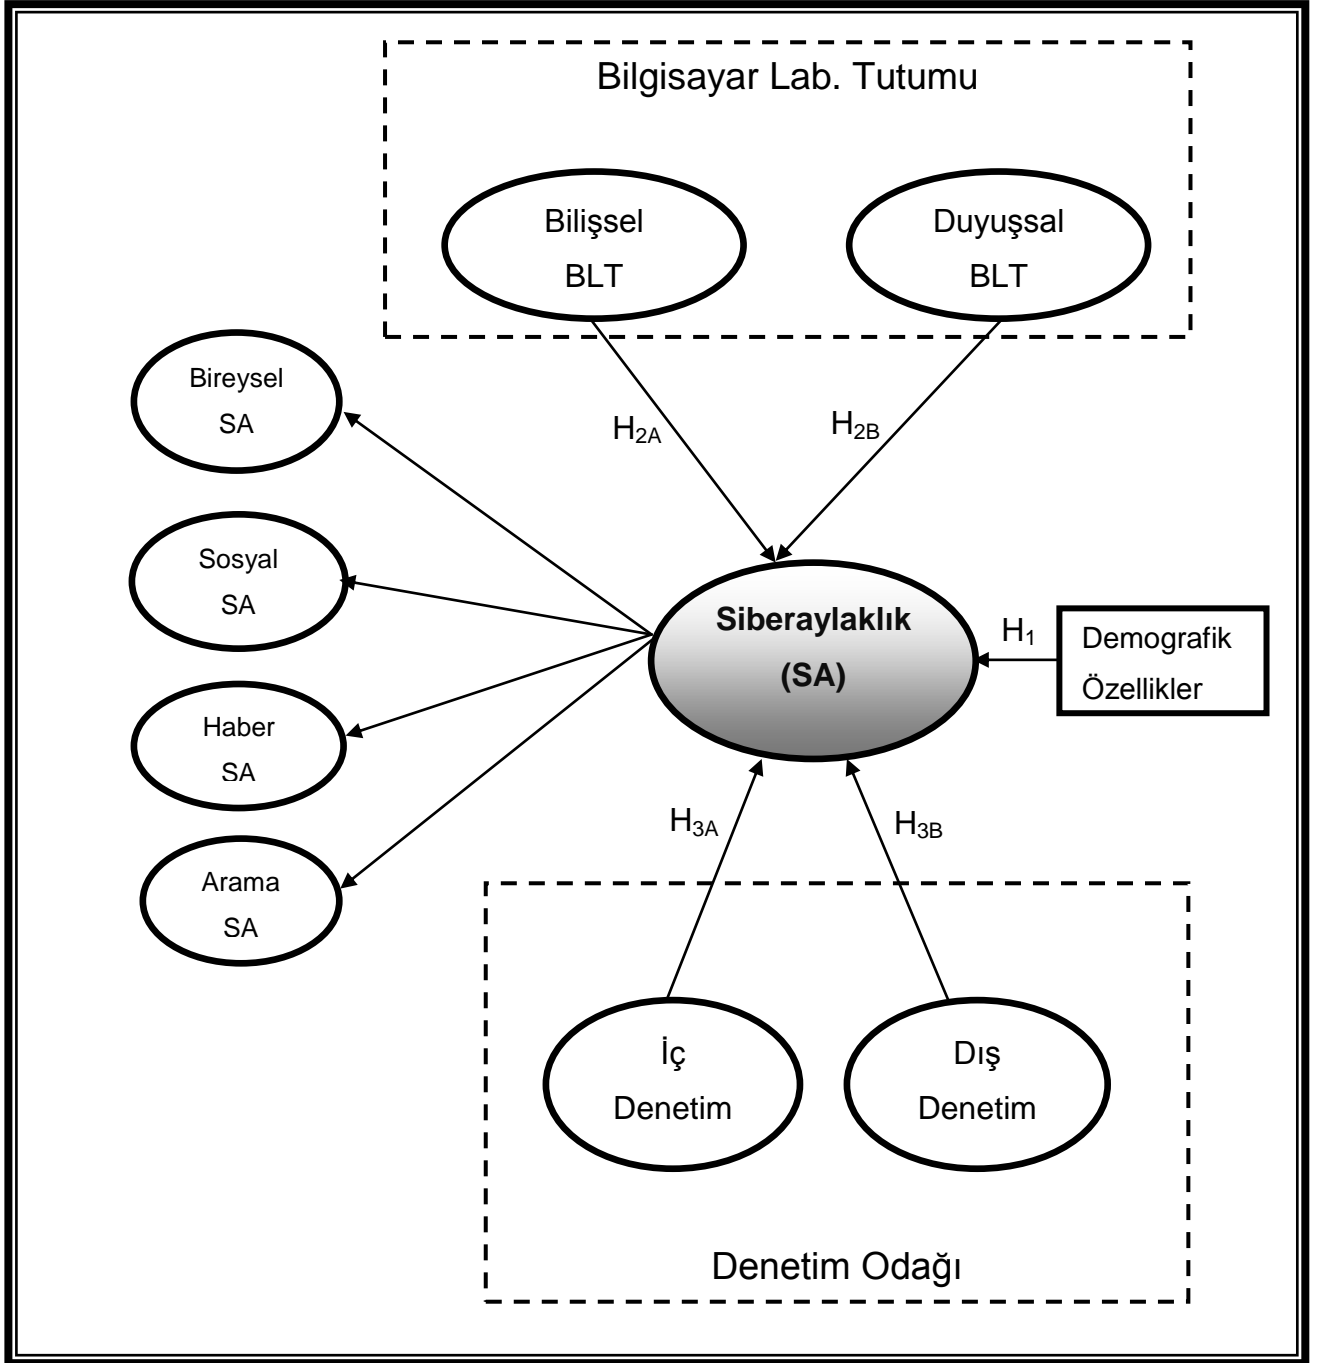 Bilgisayar Lab. Tutumu
Bilişsel
BLT
Duyuşsal
BLT
Bireysel
SA
H2A
H2B
Sosyal
SA
Siberaylaklık
(SA)
H1
Demografik
Özellikler
Haber
SA
H3A
H3B
Arama
SA
İç
Denetim
Dış
Denetim
Denetim Odağı